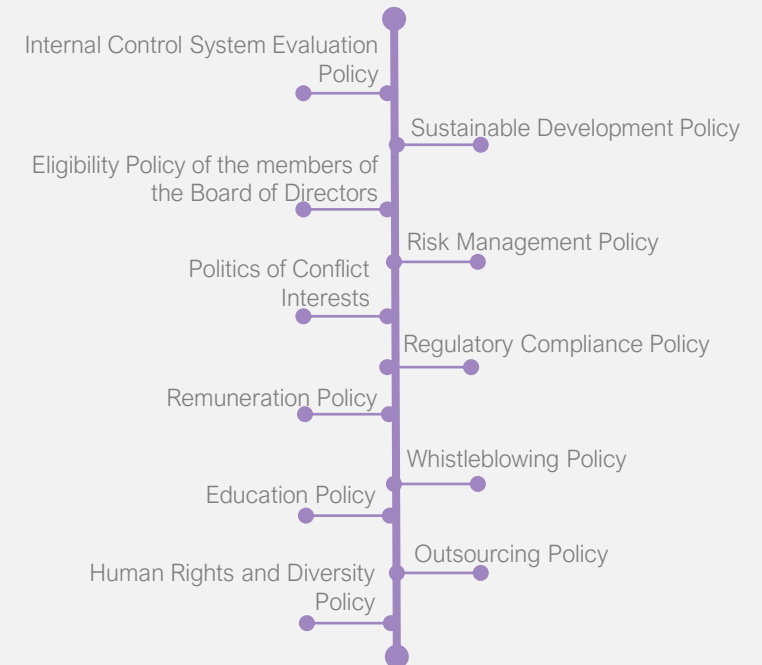 Internal Control System Evaluation
Policy
Sustainable Development Policy
Eligibility Policy of the members of
the Board of Directors
Risk Management Policy
Politics of Conflict
Interests
Regulatory Compliance Policy
Remuneration Policy
Whistleblowing Policy
Education Policy
Outsourcing Policy
Human Rights and Diversity
Policy